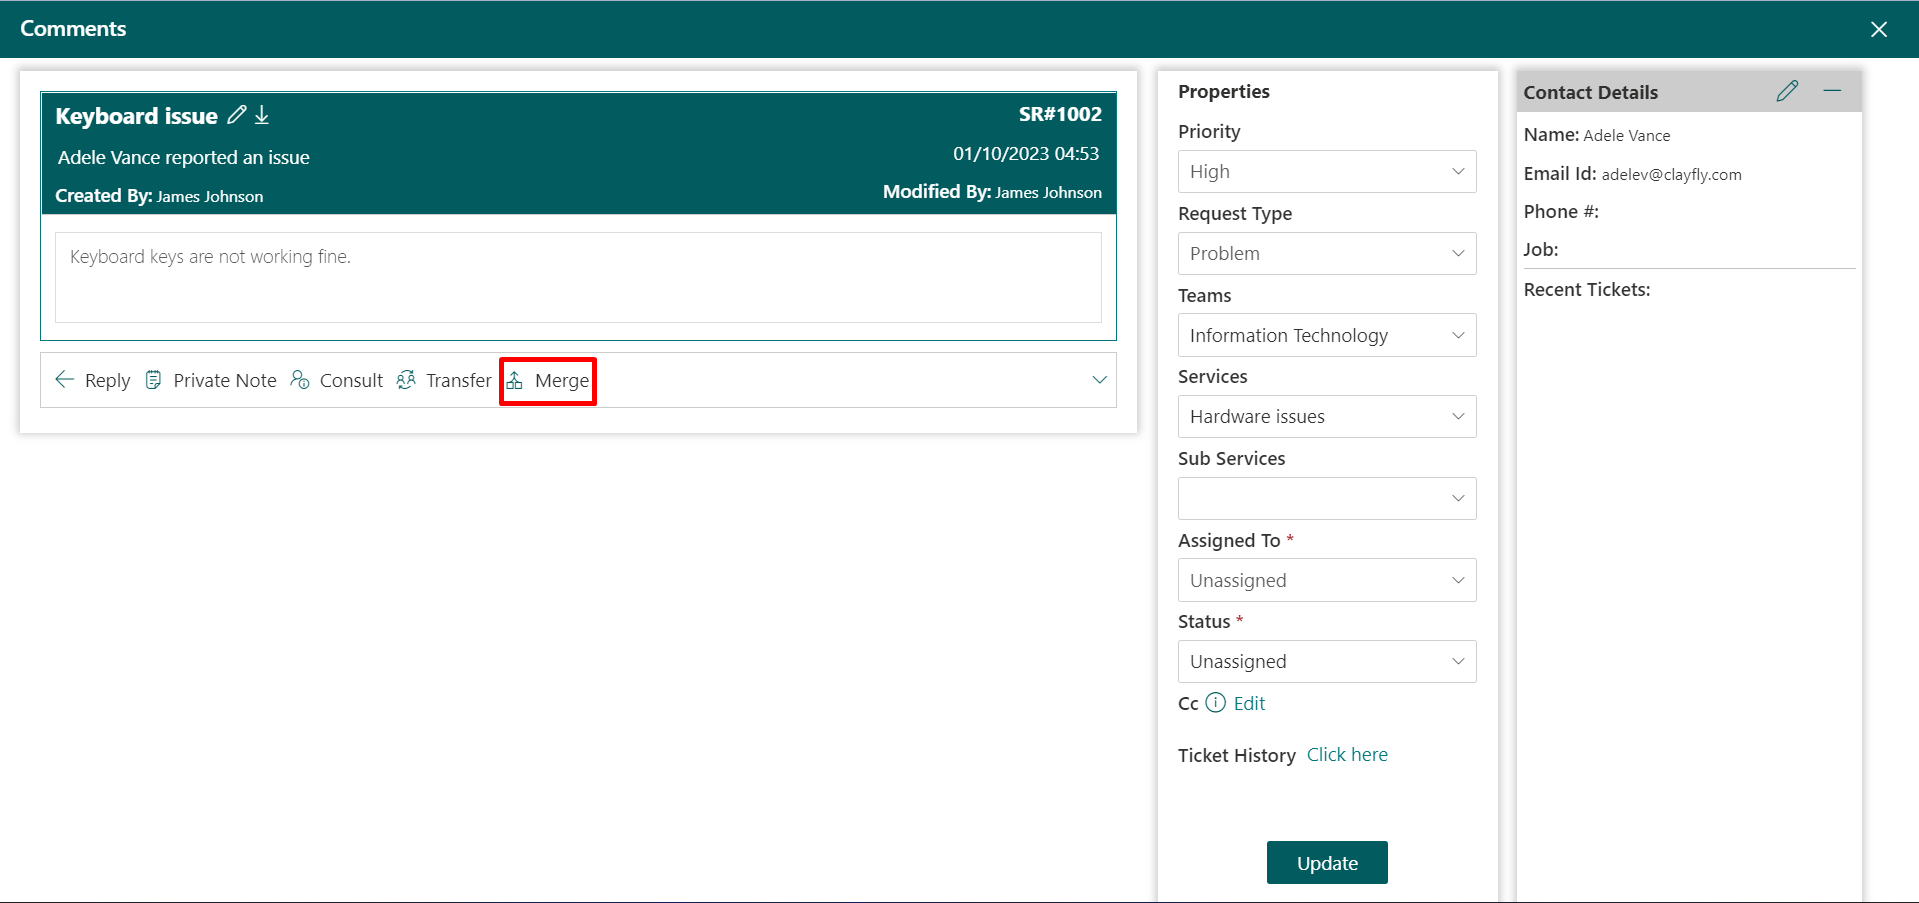 Comments
Keyboard issue
SR#1002
Adele Vance reported an issue
01/10/2023 04:53
Created By: James Johnson
Modified By: James Johnson
Keyboard keys are not working fine.
Reply Private Note Consult Transfer Merge
Properties
Priority
High
Request Type
Problem
Teams
Information Technology
Services
Hardware issues
Sub Services
Assigned To *
Unassigned
Status *
Unassigned
Cc Edit
Ticket History Click here
Update
Contact Details
Name: Adele Vance
Email Id: adelev@clayfly.com
Phone #:
Job:
Recent Tickets: